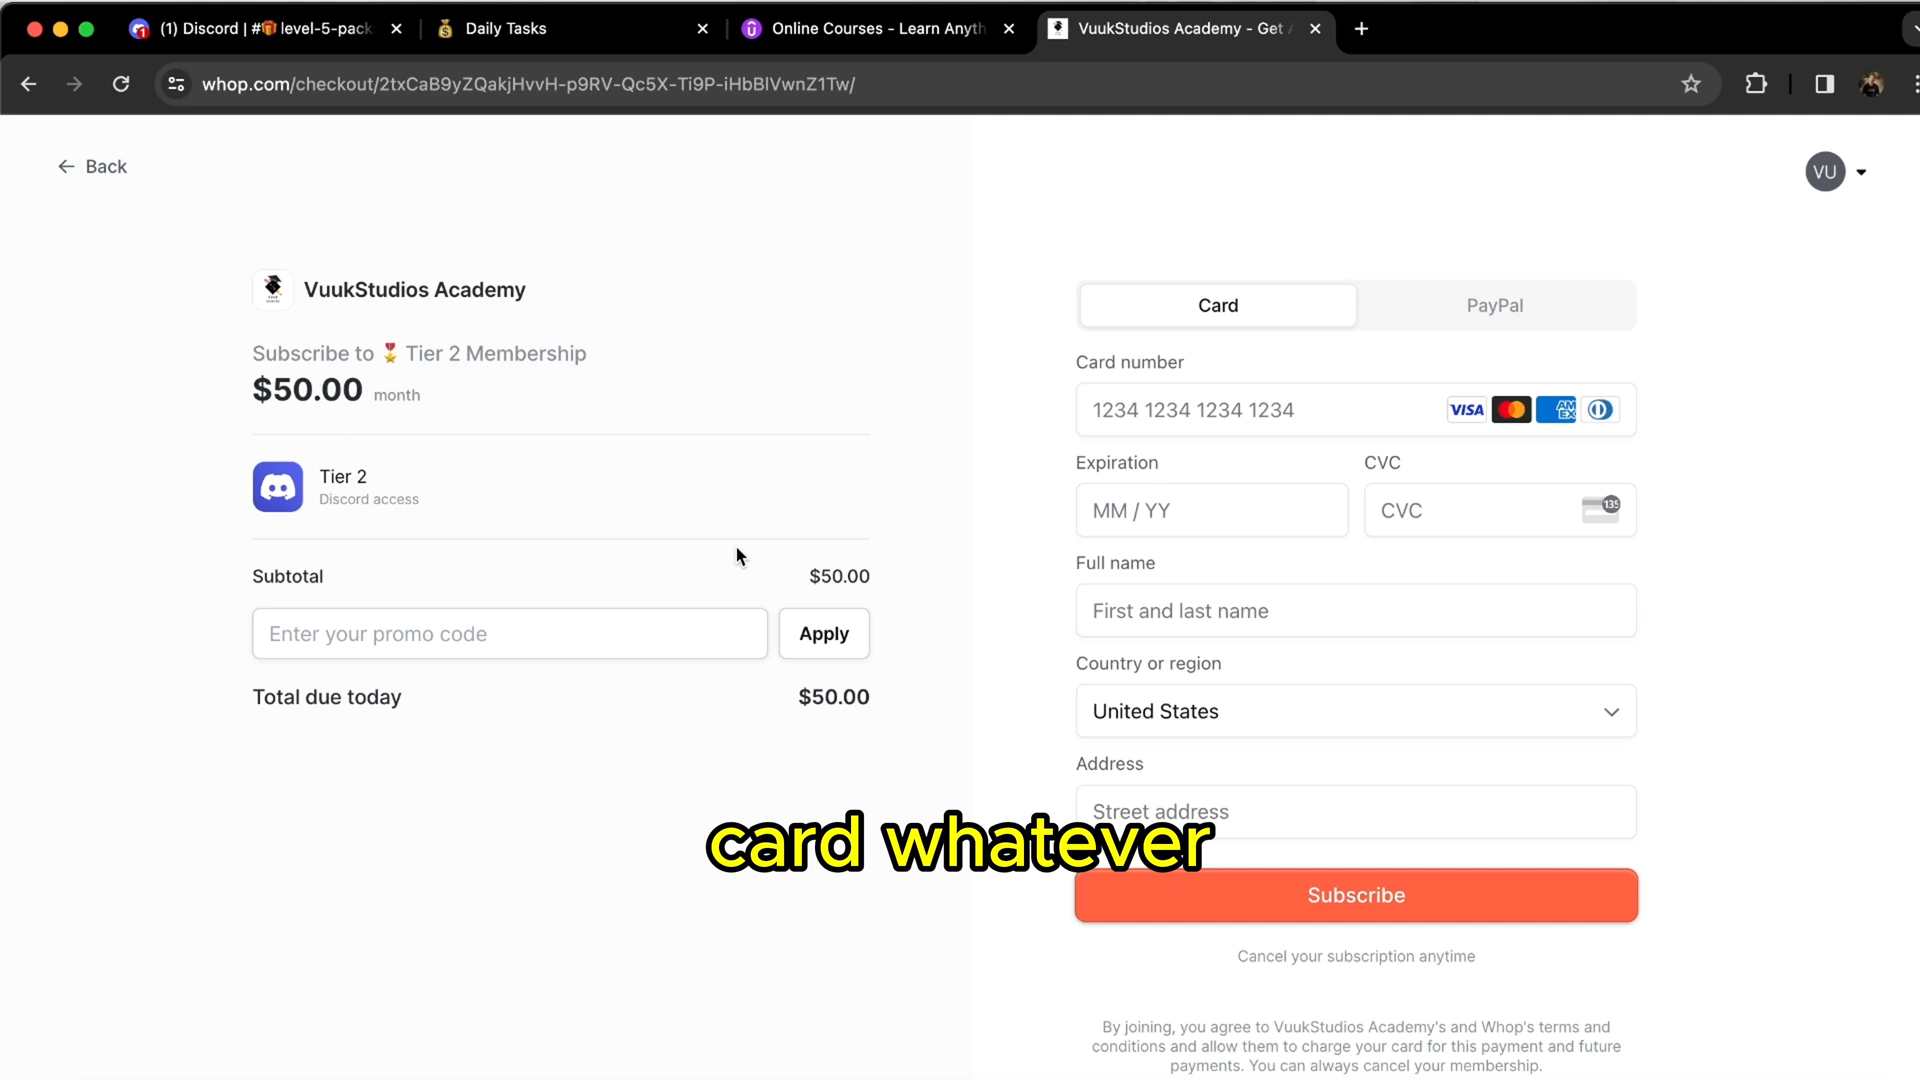 (1) Discord | #🎁 level-5-pack
Daily Tasks
Online Courses - Learn Anyth
VuukStudios Academy - Get A
whop.com/checkout/2txCaB9yZQakjHvvH-p9RV-Qc5X-Ti9P-iHbBlVwnZ1Tw/
Back
VU
VuukStudios Academy
Subscribe to 🎖️ Tier 2 Membership
$50.00 month
Tier 2
Discord access
Subtotal $50.00
Enter your promo code
Apply
Total due today $50.00
Card
PayPal
Card number
1234 1234 1234 1234
VISA
AM
EX
Expiration
CVC
MM / YY
CVC
135
Full name
First and last name
Country or region
United States
Address
Street address
card whatever
Subscribe
Cancel your subscription anytime
By joining, you agree to VuukStudios Academy's and Whop's terms and
conditions and allow them to charge your card for this payment and future
payments. You can always cancel your membership.